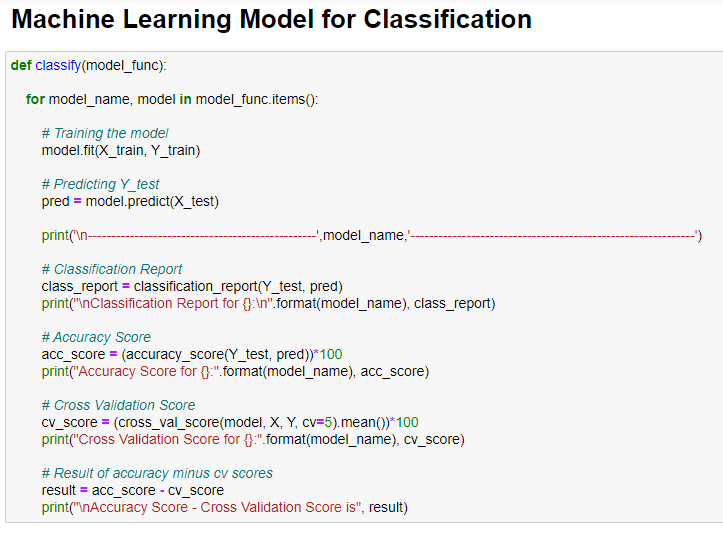 Machine Learning Model for Classification
def classify(model_func):
for model_name, model in model_func.items():
# Training the model
model.fit(X_train, Y_train)
# Predicting Y_test
pred = model.predict(X_test)
print('\n-------------------------------------------------',model_name,'-------------------------------------------------------------')
# Classification Report
class_report = classification_report(Y_test, pred)
print("\nClassification Report for {}:\n".format(model_name), class_report)
# Accuracy Score
acc_score = (accuracy_score(Y_test, pred))*100
print("Accuracy Score for {}:".format(model_name), acc_score)
# Cross Validation Score
cv_score = (cross_val_score(model, X, Y, cv=5).mean())*100
print("Cross Validation Score for {}:".format(model_name), cv_score)
# Result of accuracy minus cv scores
result = acc_score - cv_score
print("\nAccuracy Score - Cross Validation Score is", result)